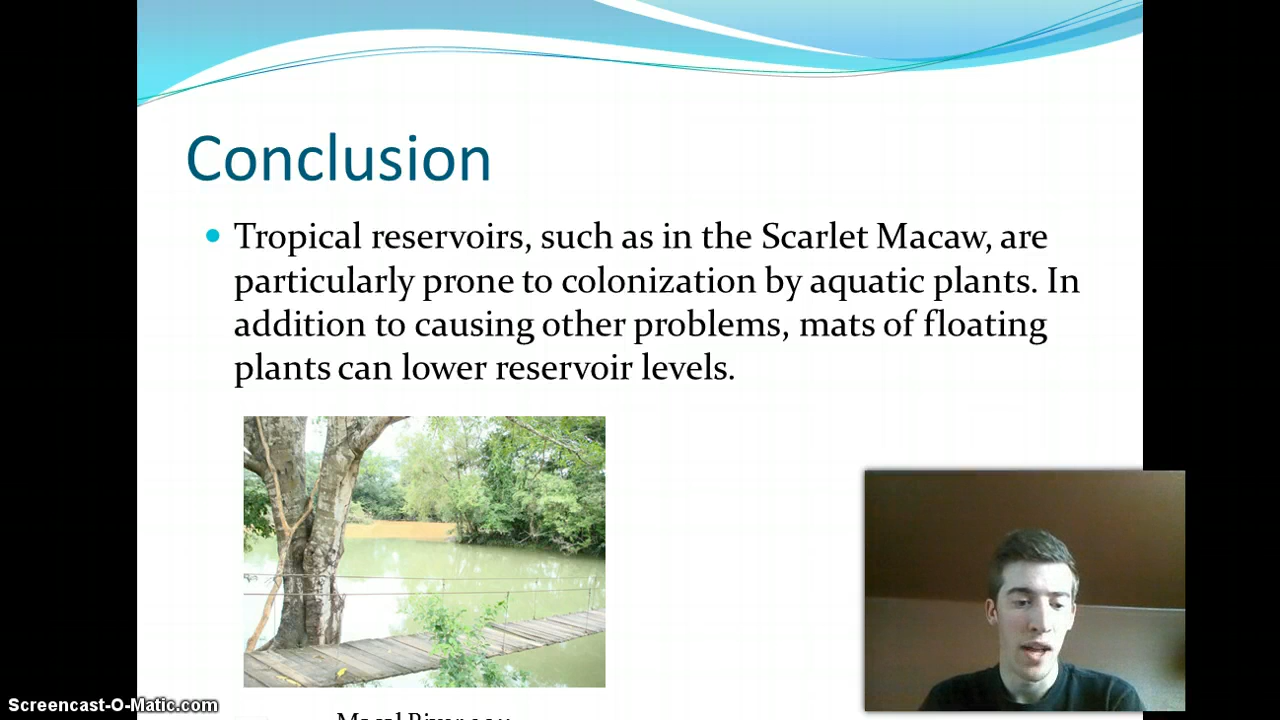 Conclusion
Tropical reservoirs, such as in the Scarlet Macaw, are
particularly prone to colonization by aquatic plants. In
addition to causing other problems, mats of floating
plants can lower reservoir levels.
Screencast-O-Matic.com